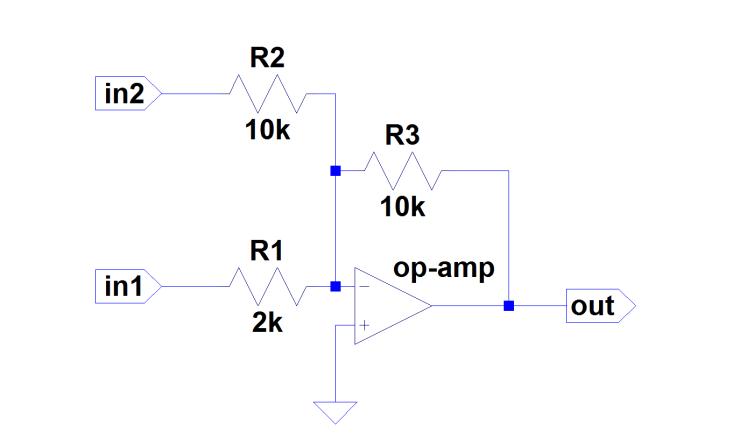 R2
in2
10k
R3
10k
R1
op-amp
in1
−
out
2k
+